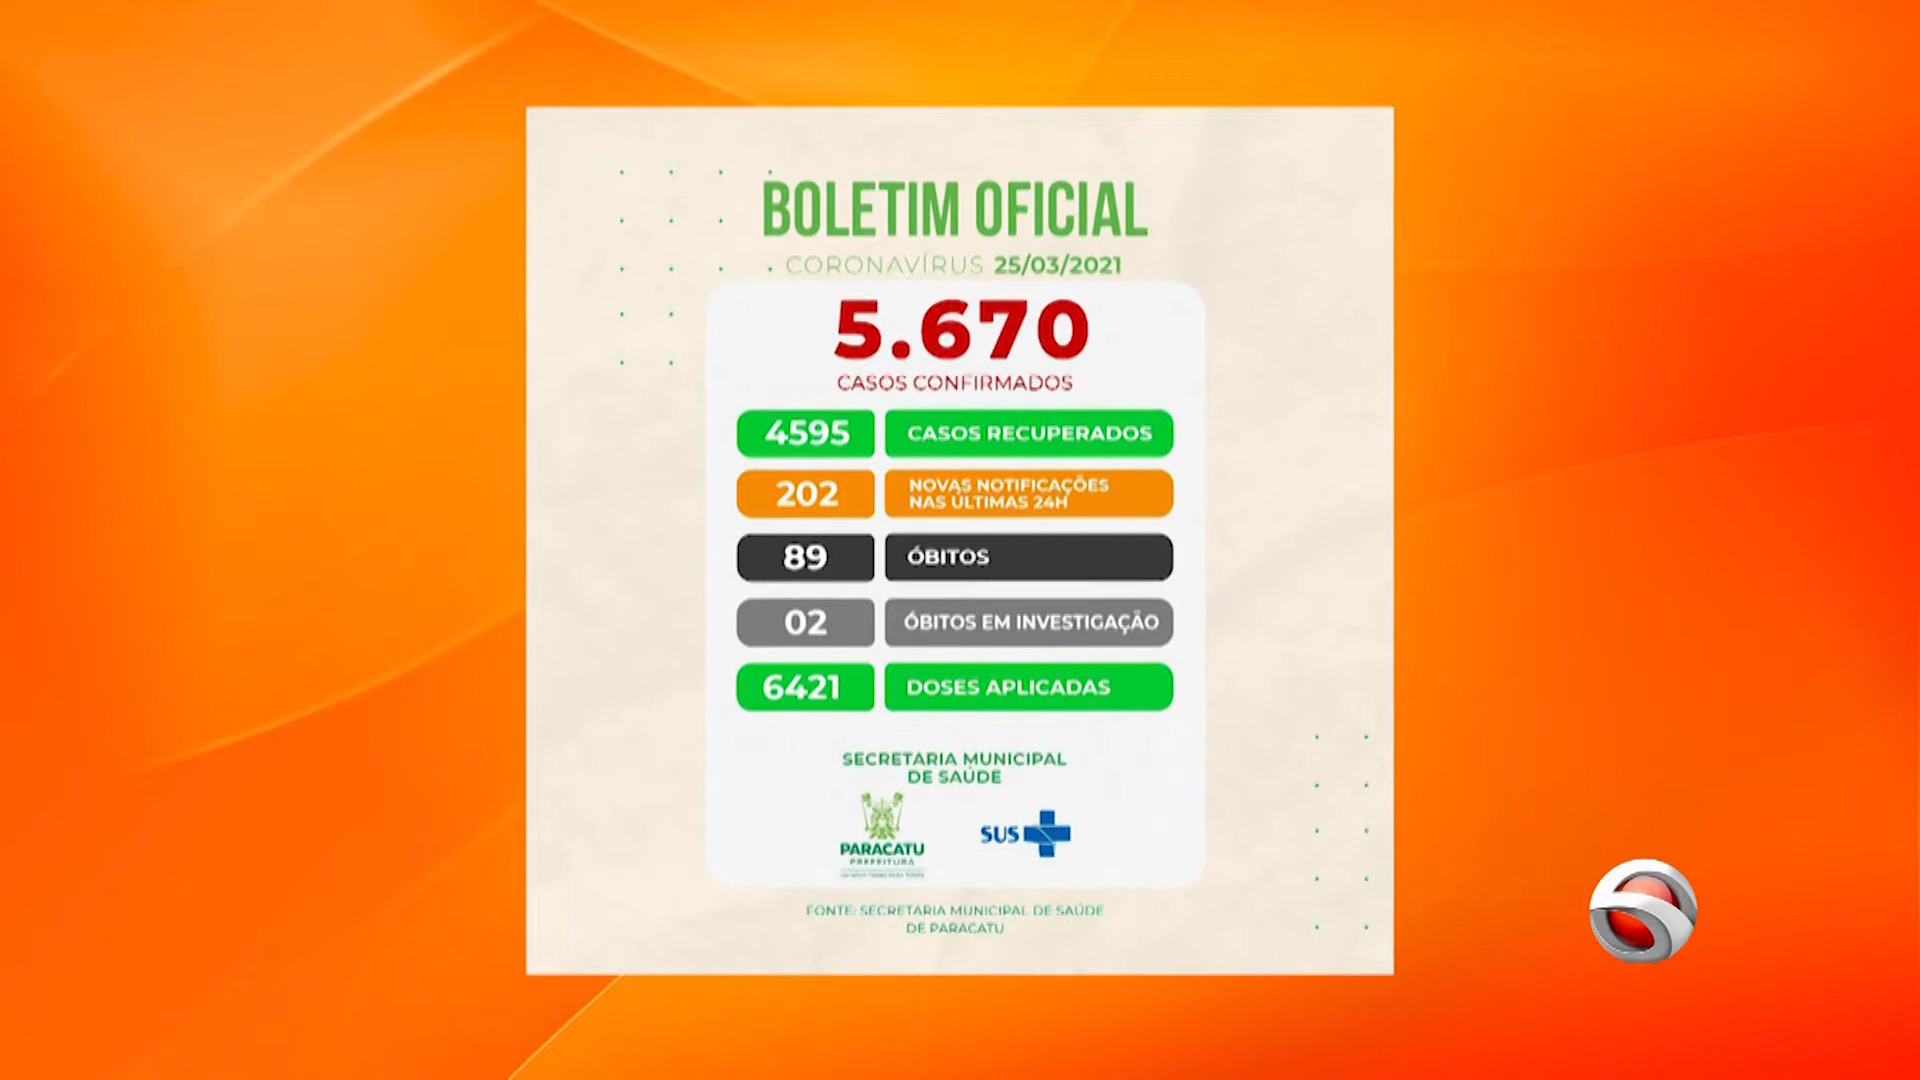 BOLETIM OFICIAL
CORONAVÍRUS 25/03/2021
5.670
CASOS CONFIRMADOS
4595 CASOS RECUPERADOS
202 NOVAS NOTIFICAÇÕES
NAS ÚLTIMAS 24H
89 ÓBITOS
02 ÓBITOS EM INVESTIGAÇÃO
6421 DOSES APLICADAS
SECRETARIA MUNICIPAL
DE SAÚDE
PARACATU
PREFEITURA
SUS
FONTE: SECRETARIA MUNICIPAL DE SAÚDE
DE PARACATU